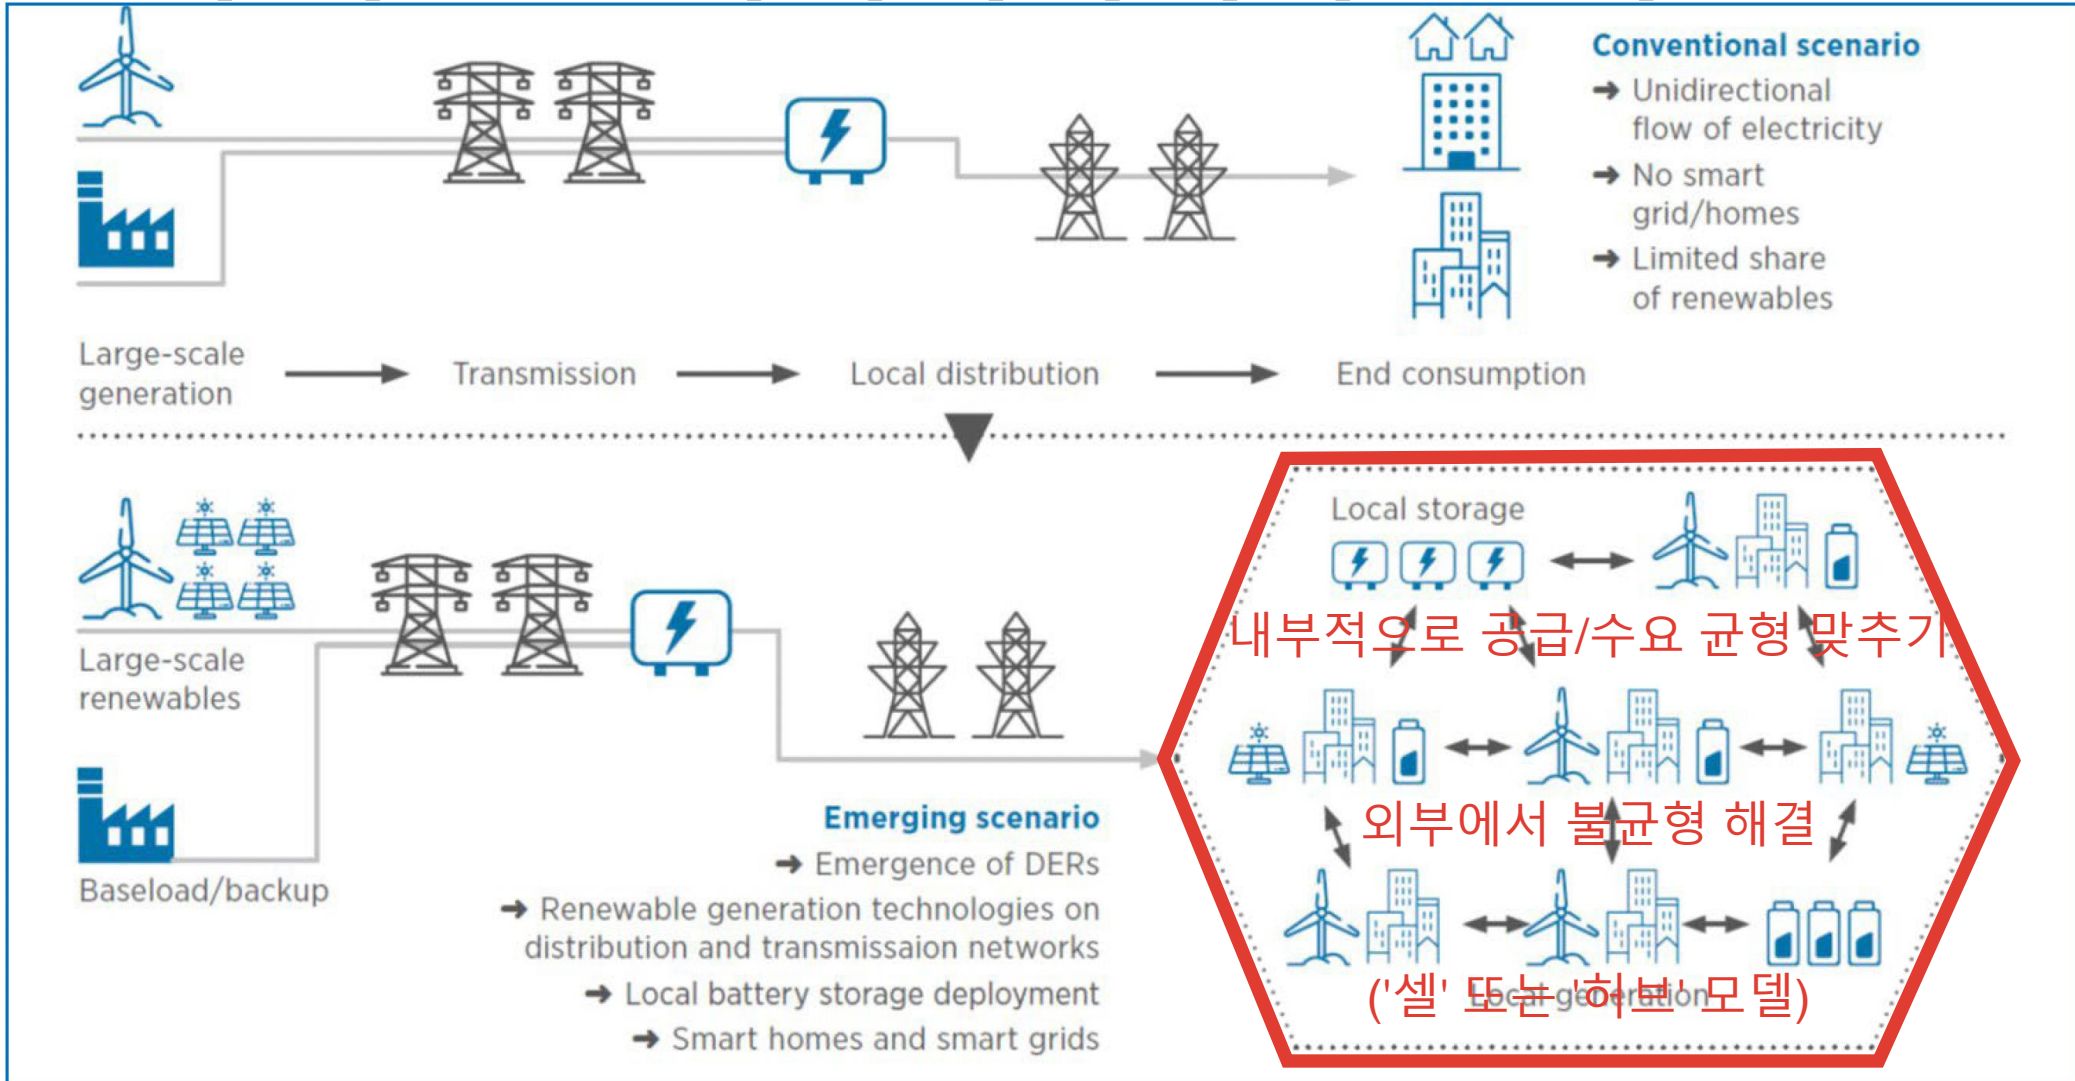 Conventional scenario
➜ Unidirectional
flow of electricity
➜ No smart
grid/homes
➜ Limited share
of renewables
Large-scale
generation
Transmission
Local distribution
End consumption
Large-scale
renewables
Baseload/backup
Emerging scenario
➜ Emergence of DERs
➜ Renewable generation technologies on
distribution and transmissaion networks
➜ Local battery storage deployment
➜ Smart homes and smart grids
Local storage
내부적으로 공급/수요 균형 맞추기
외부에서 불균형 해결
('셀' 또는 '허브' 모델)
Local generation